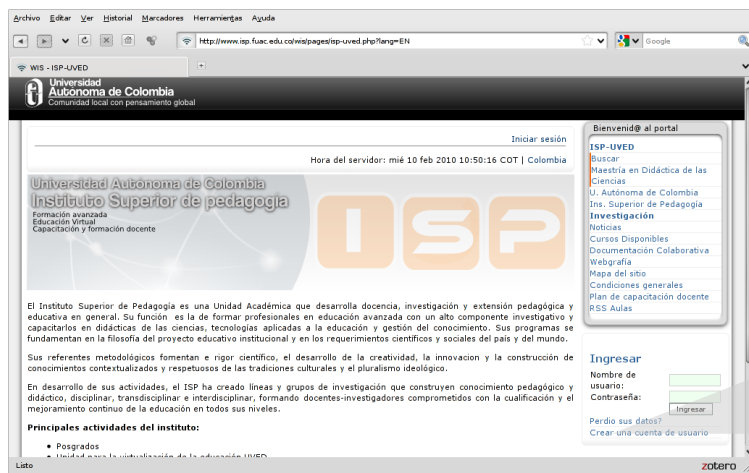 Archivo Editar Ver Historial Marcadores Herramientas Ayuda
http://www.isp.fuac.edu.co/wis/pages/isp-uved.php?lang=EN
Google
WIS - ISP-UVED
Universidad
Autónoma de Colombia
Comunidad local con pensamiento global
Iniciar sesión
Hora del servidor: mié 10 feb 2010 10:50:16 COT | Colombia
Universidad Autónoma de Colombia
Instituto Superior de pedagogía
Formación avanzada
Educación Virtual
Capacitación y formación docente
ISP
El Instituto Superior de Pedagogía es una Unidad Académica que desarrolla docencia, investigación y extensión pedagógica y
educativa en general. Su función es la de formar profesionales en educación avanzada con un alto componente investigativo y
capacitarlos en didácticas de las ciencias, tecnologías aplicadas a la educación y gestión del conocimiento. Sus programas se
fundamentan en la filosofía del proyecto educativo institucional y en los requerimientos científicos y sociales del país y del mundo.
Sus referentes metodológicos fomentan e rigor científico, el desarrollo de la creatividad, la innovacion y la construcción de
conocimientos contextualizados y respetuosos de las tradiciones culturales y el pluralismo ideológico.
En desarrollo de sus actividades, el ISP ha creado líneas y grupos de investigación que construyen conocimiento pedagógico y
didáctico, disciplinar, transdisciplinar e interdisciplinar, formando docentes-investigadores comprometidos con la cualificación y el
mejoramiento continuo de la educación en todos sus niveles.
Principales actividades del instituto:
Posgrados
Unidad para la virtualización de la educación UVED
Bienvenid@ al portal
ISP-UVED
Buscar
Maestría en Didáctica de las
Ciencias
U. Autónoma de Colombia
Ins. Superior de Pedagogía
Investigación
Noticias
Cursos Disponibles
Documentación Colaborativa
Webgrafía
Mapa del sitio
Condiciones generales
Plan de capacitación docente
RSS Aulas
Ingresar
Nombre de
usuario:
Contraseña:
Ingresar
Perdio sus datos?
Crear una cuenta de usuario
Listo
zotero